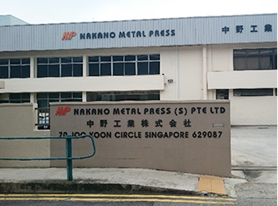 NAKANO METAL PRESS 中野工業
NAKANO METAL PRESS (S) PTE LTD
中野工業株式会社
70 JOO KOON CIRCLE SINGAPORE 629087